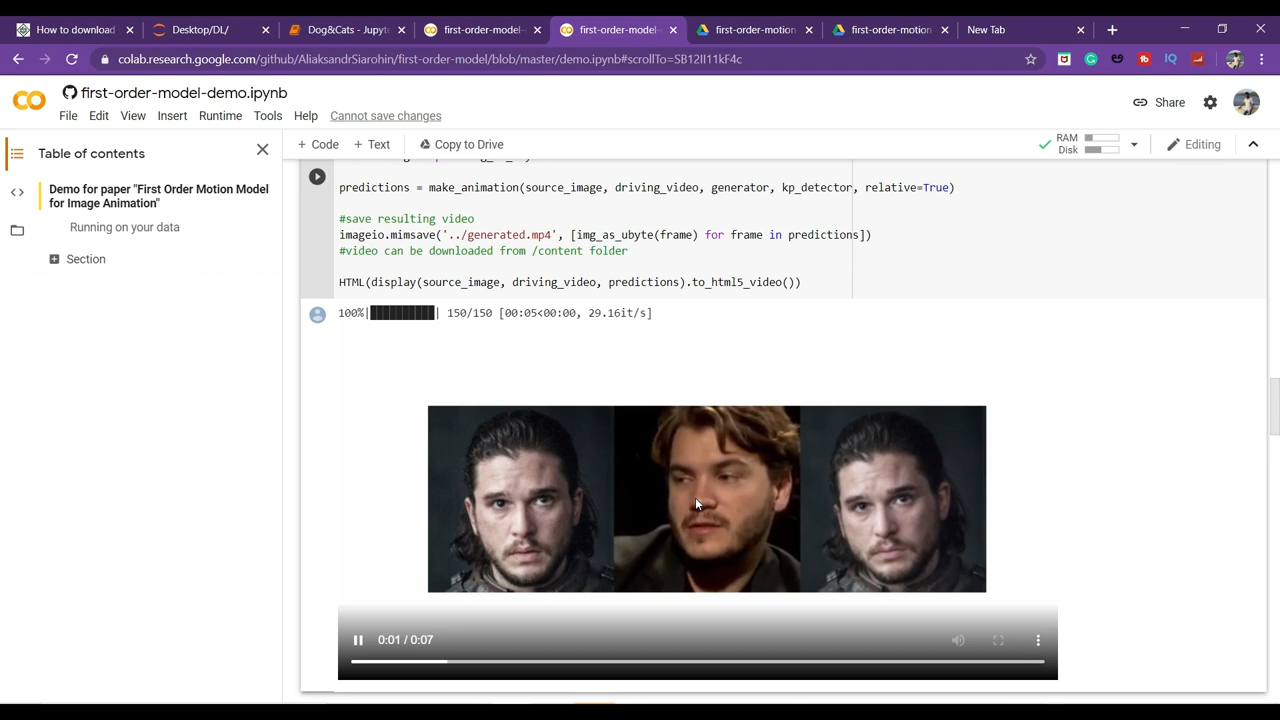 How to download
Desktop/DL/
Dog&Cats - Jupyte
first-order-model-
first-order-model-
first-order-motion
first-order-motion
New Tab
colab.research.google.com/github/AliaksandrSiarohin/first-order-model/blob/master/demo.ipynb#scrollTo=SB12II11kF4c
first-order-model-demo.ipynb
Share
File Edit View Insert Runtime Tools Help Cannot save changes
Table of contents
+ Code + Text Copy to Drive
RAM
Disk
Editing
Demo for paper "First Order Motion Model
for Image Animation"
Running on your data
Section
predictions = make_animation(source_image, driving_video, generator, kp_detector, relative=True)
#save resulting video
imageio.mimsave('../generated.mp4', [img_as_ubyte(frame) for frame in predictions])
#video can be downloaded from /content folder
HTML(display(source_image, driving_video, predictions).to_html5_video())
100%|██████████| 150/150 [00:05<00:00, 29.16it/s]
0:01 / 0:07